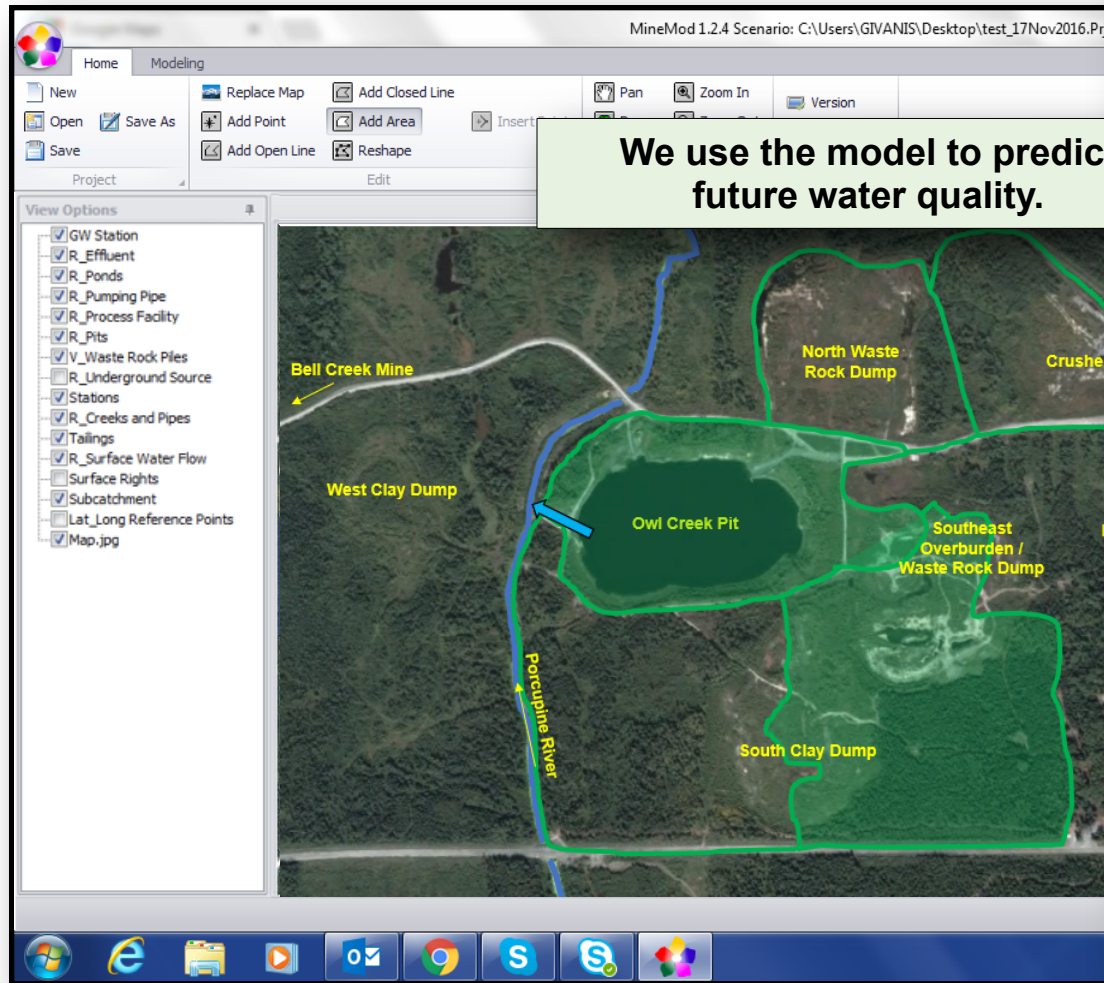 MineMod 1.2.4 Scenario: C:\Users\GIVANIS\Desktop\test_17Nov2016.Prj
Home Modeling
New Replace Map Add Closed Line Pan Zoom In Version
Open Save As Add Point Add Area Insert
Save Add Open Line Reshape
Project Edit
We use the model to predic
future water quality.
View Options
GW Station
R_Effluent
R_Ponds
R_Pumping Pipe
R_Process Facility
R_Pits
V_Waste Rock Piles
R_Underground Source
Stations
R_Creeks and Pipes
Tailings
R_Surface Water Flow
Surface Rights
Subcatchment
Lat_Long Reference Points
Map.jpg
Bell Creek Mine
North Waste
Rock Dump
Crushe
West Clay Dump
Owl Creek Pit
Southeast
Overburden /
Waste Rock Dump
Porcupine River
South Clay Dump